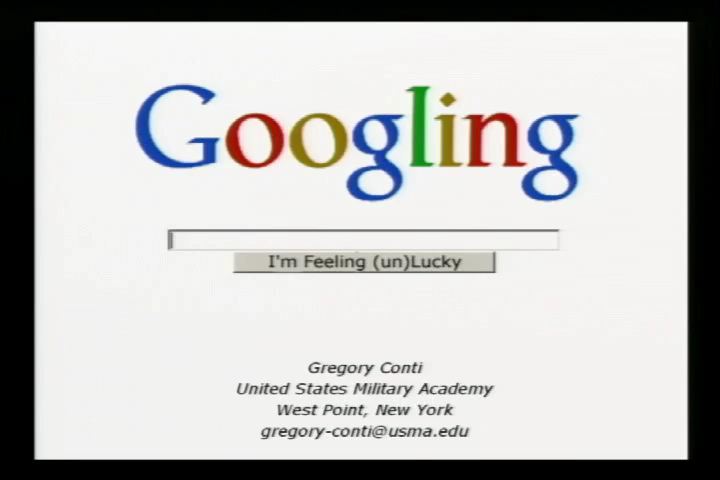 Googling
I'm Feeling (un)Lucky
Gregory Conti
United States Military Academy
West Point, New York
gregory-conti@usma.edu